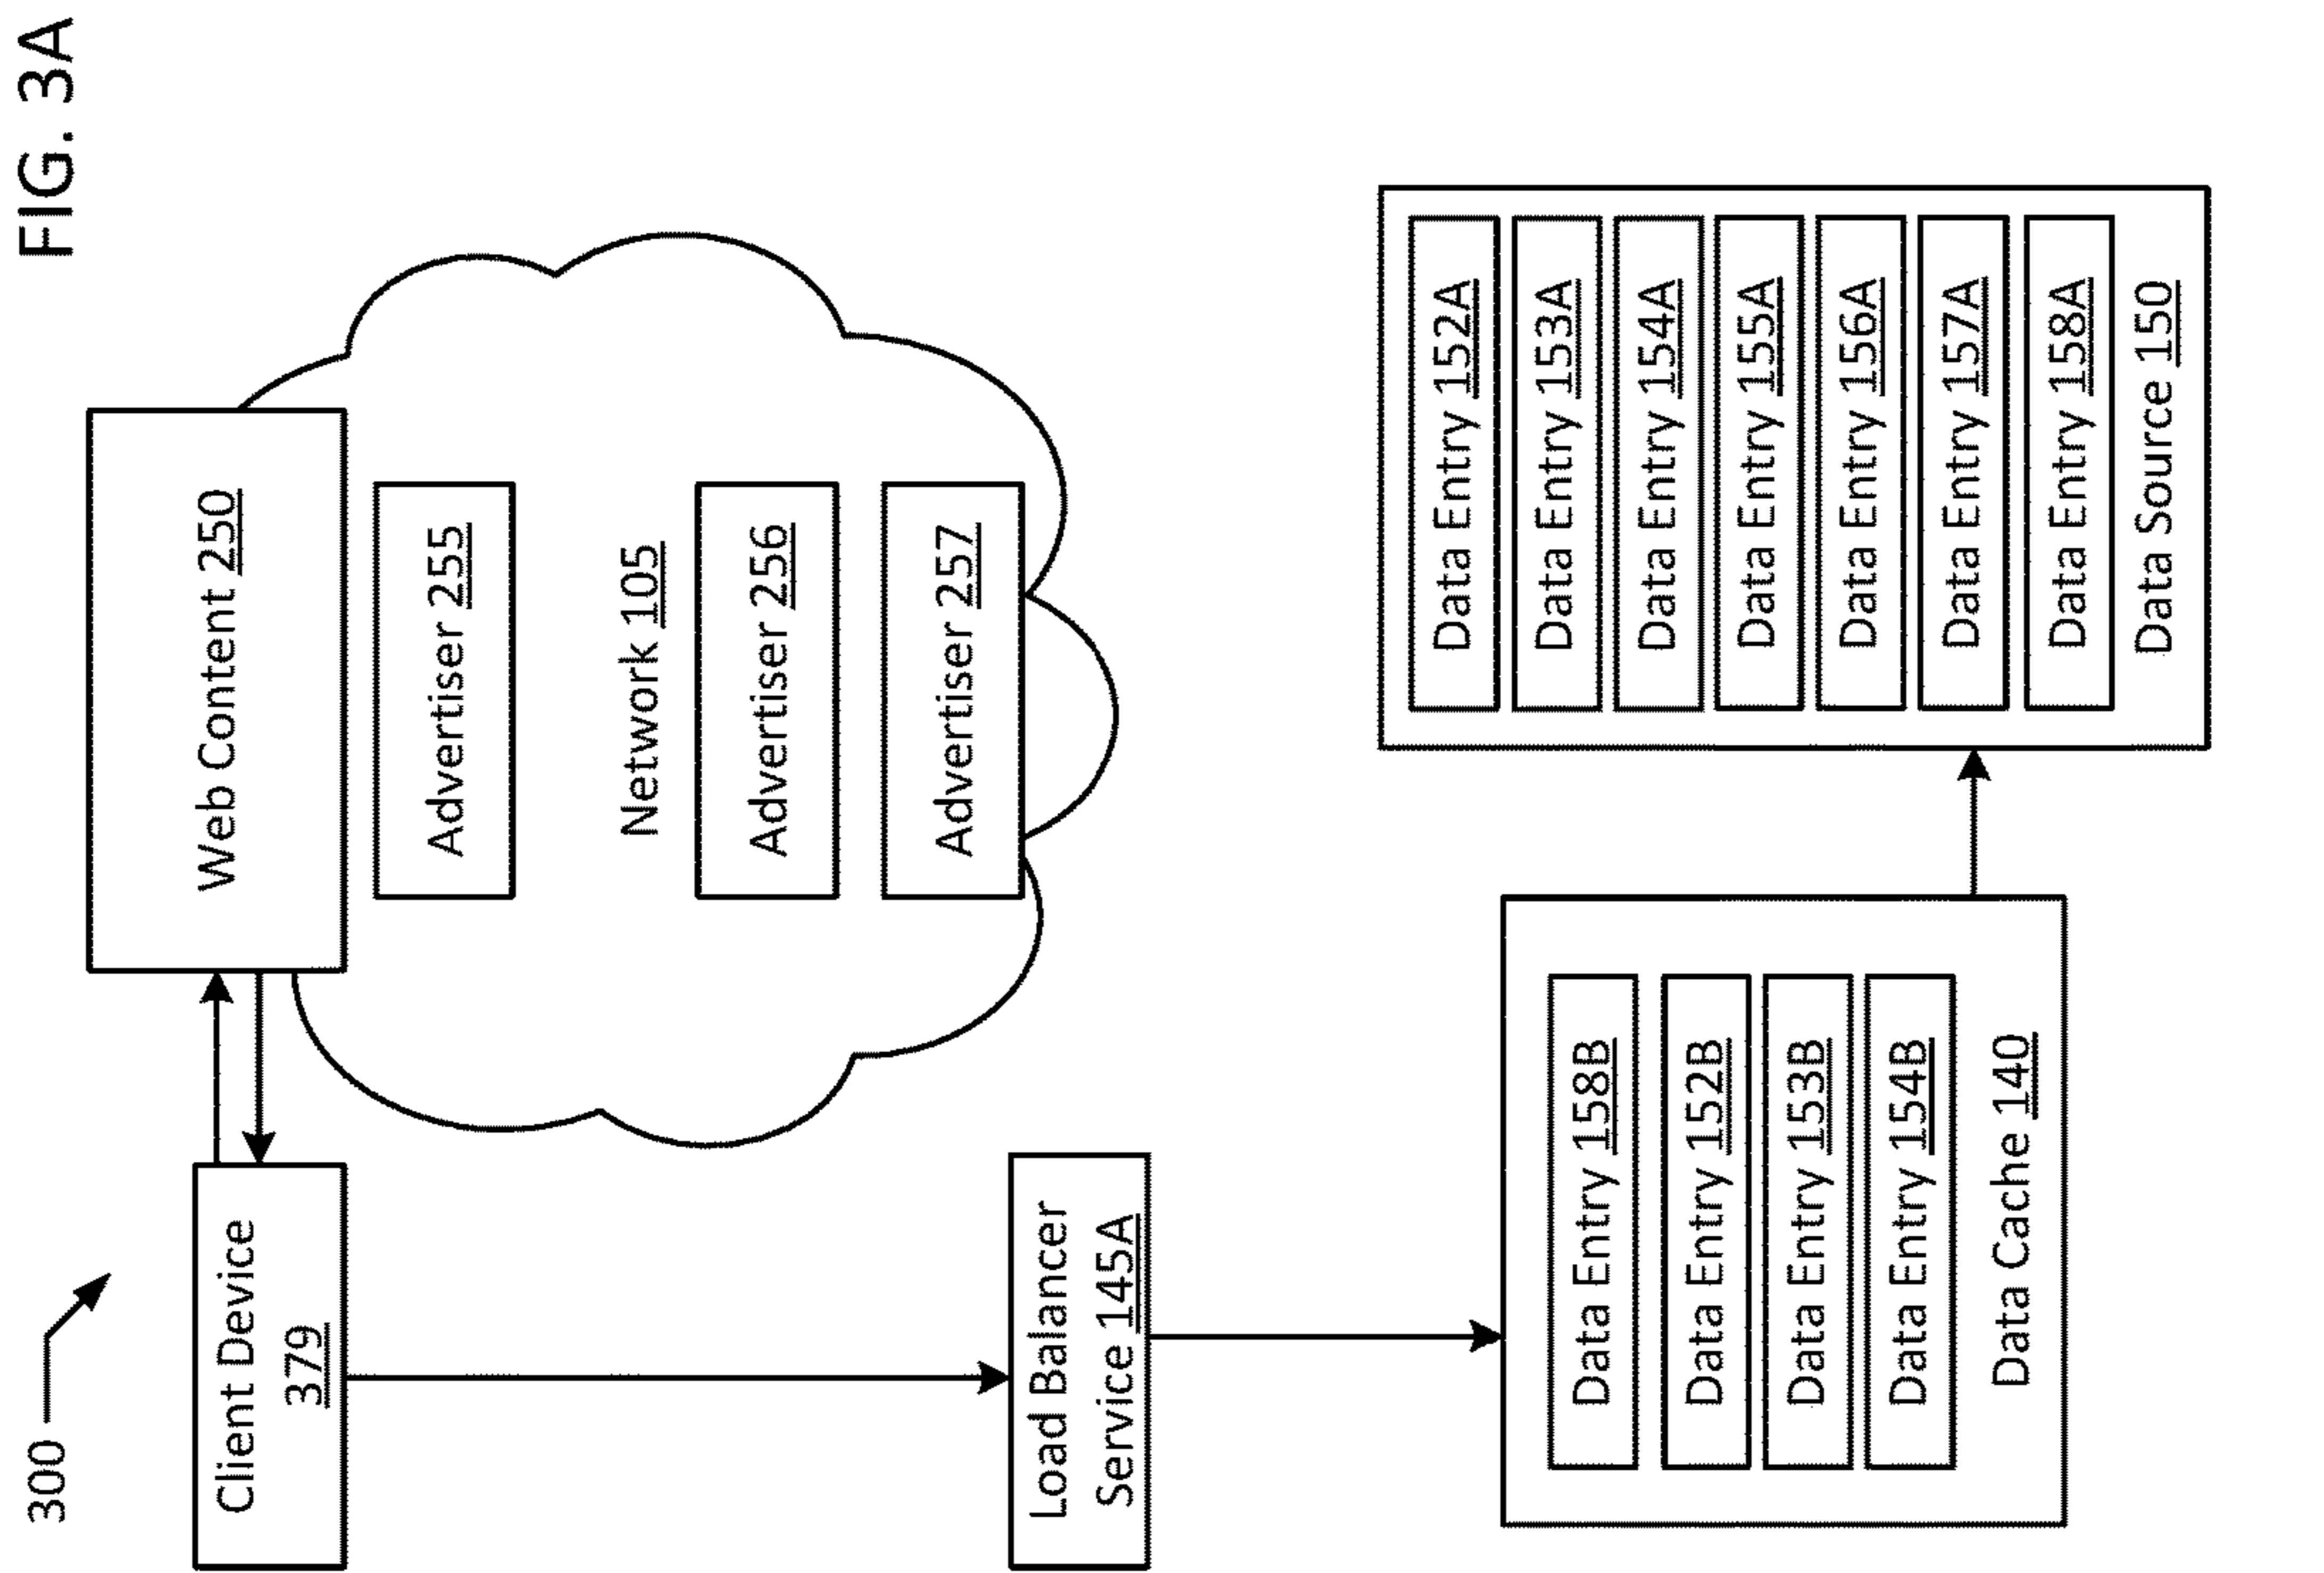 FIG. 3A
300
Client Device
379
Web Content 250
Advertiser 255
Network 105
Advertiser 256
Advertiser 257
Load Balancer
Service 145A
Data Entry 158B
Data Entry 152B
Data Entry 153B
Data Entry 154B
Data Cache 140
Data Entry 152A
Data Entry 153A
Data Entry 154A
Data Entry 155A
Data Entry 156A
Data Entry 157A
Data Entry 158A
Data Source 150